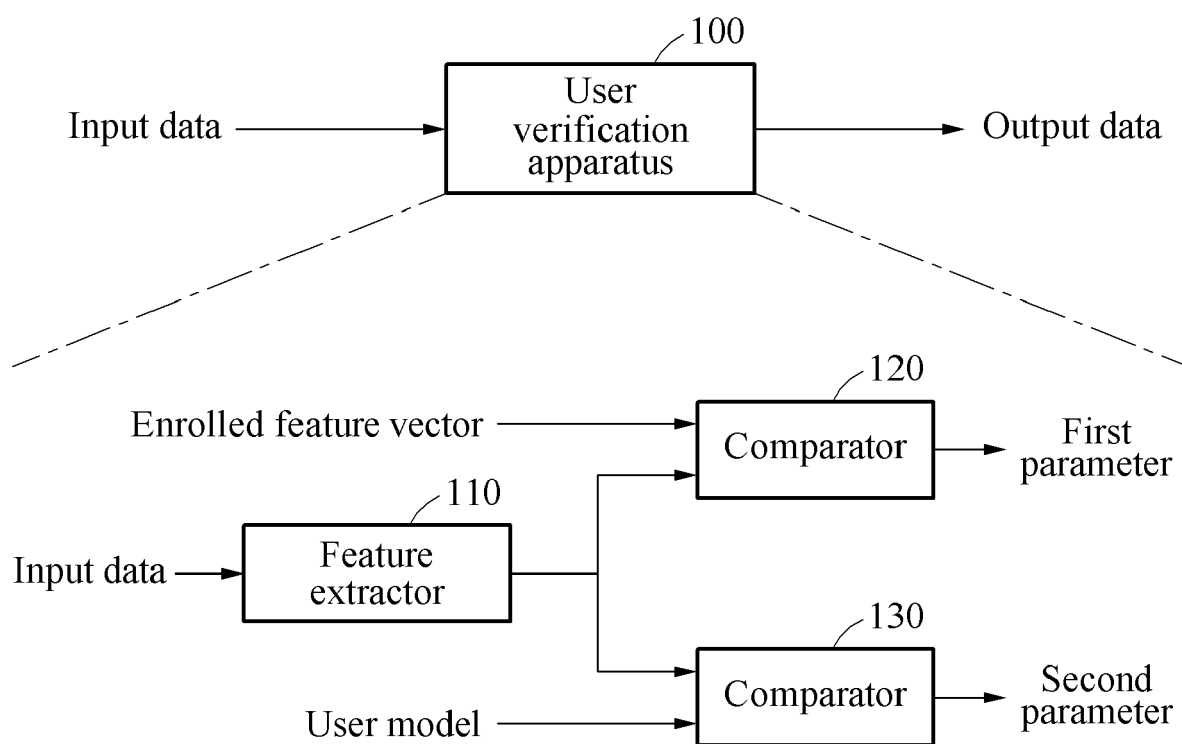 100
User
verification
apparatus
Input data
Output data
120
Enrolled feature vector
Comparator
First
parameter
110
Input data
Feature
extractor
130
Comparator
Second
parameter
User model